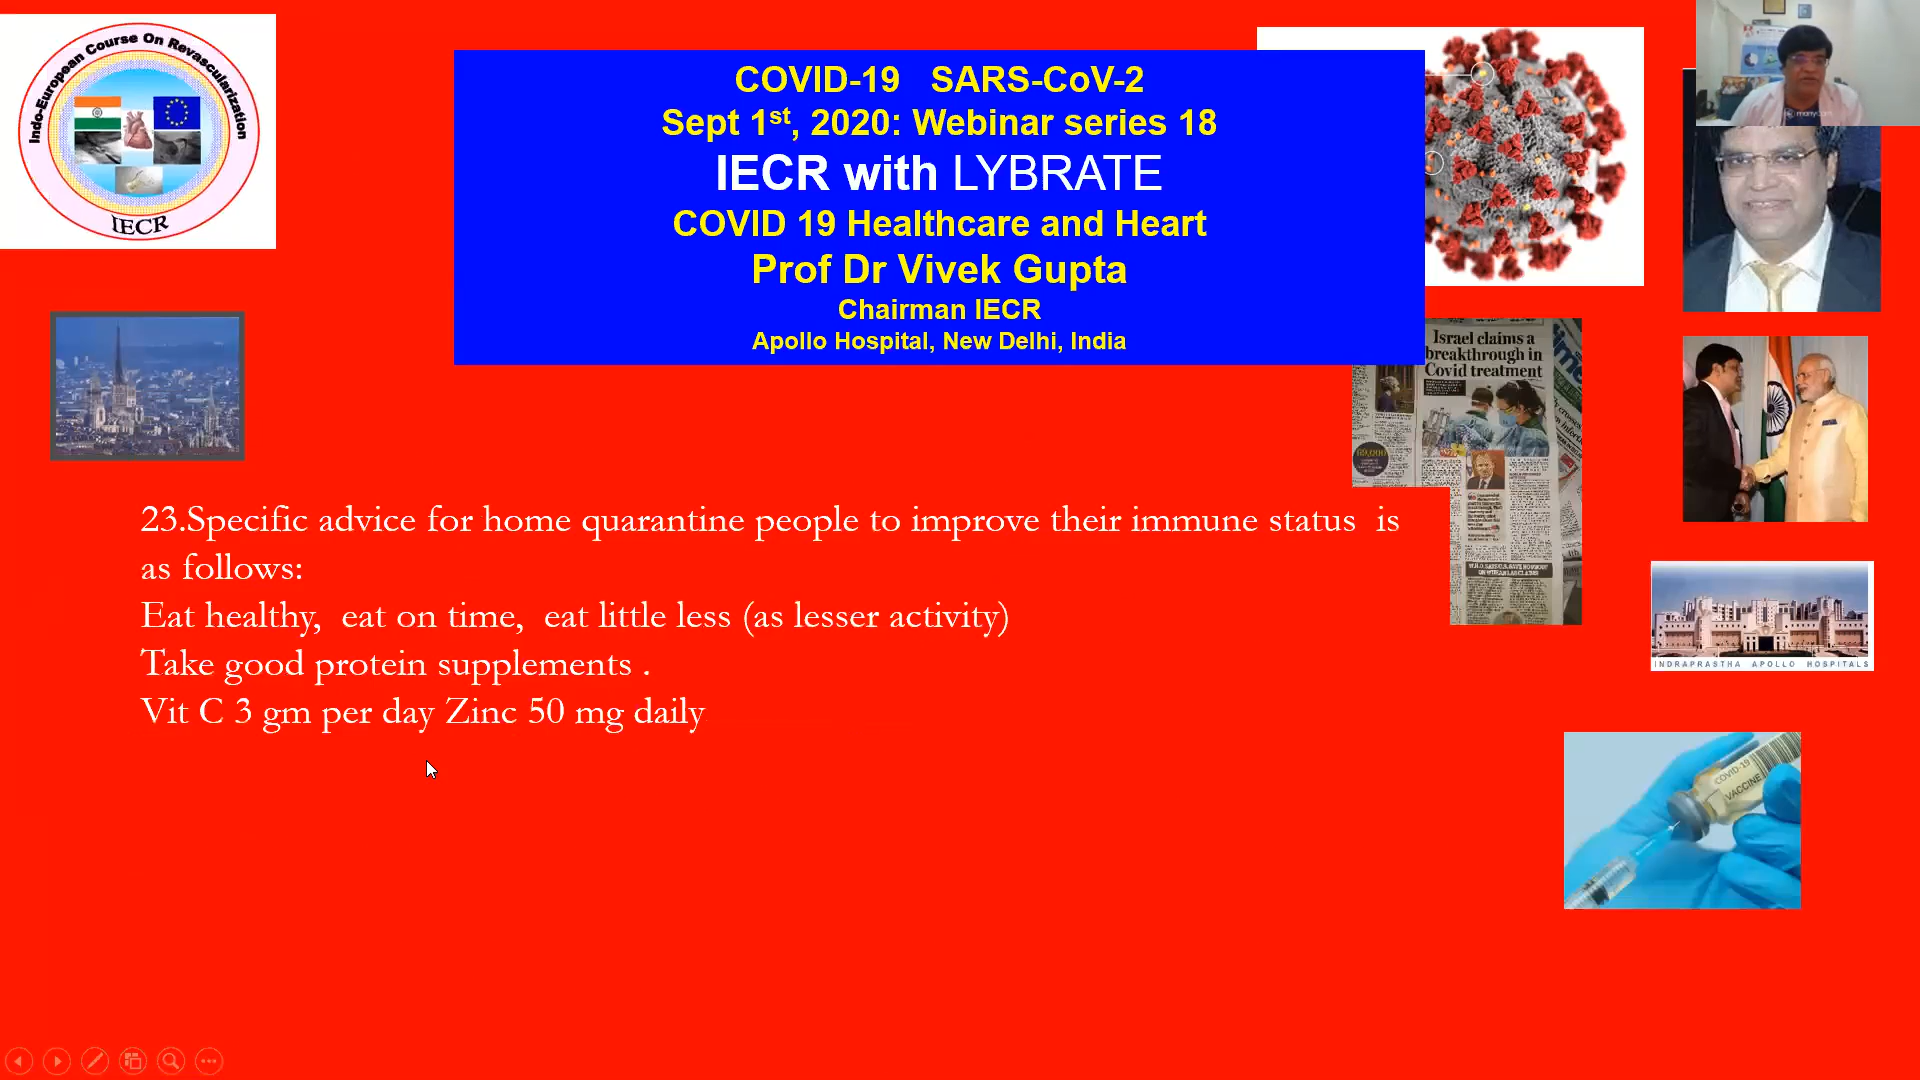 Indo-European Course On Revascularization
IECR
COVID-19 SARS-CoV-2
Sept 1st, 2020: Webinar series 18
IECR with LYBRATE
COVID 19 Healthcare and Heart
Prof Dr Vivek Gupta
Chairman IECR
Apollo Hospital, New Delhi, India
Israel claims a
breakthrough in
Covid treatment
69,000
23.Specific advice for home quarantine people to improve their immune status is
as follows:
Eat healthy, eat on time, eat little less (as lesser activity)
Take good protein supplements .
Vit C 3 gm per day Zinc 50 mg daily
INDRAPRASTHA APOLLO HOSPITALS
COVID-19
VACCINE